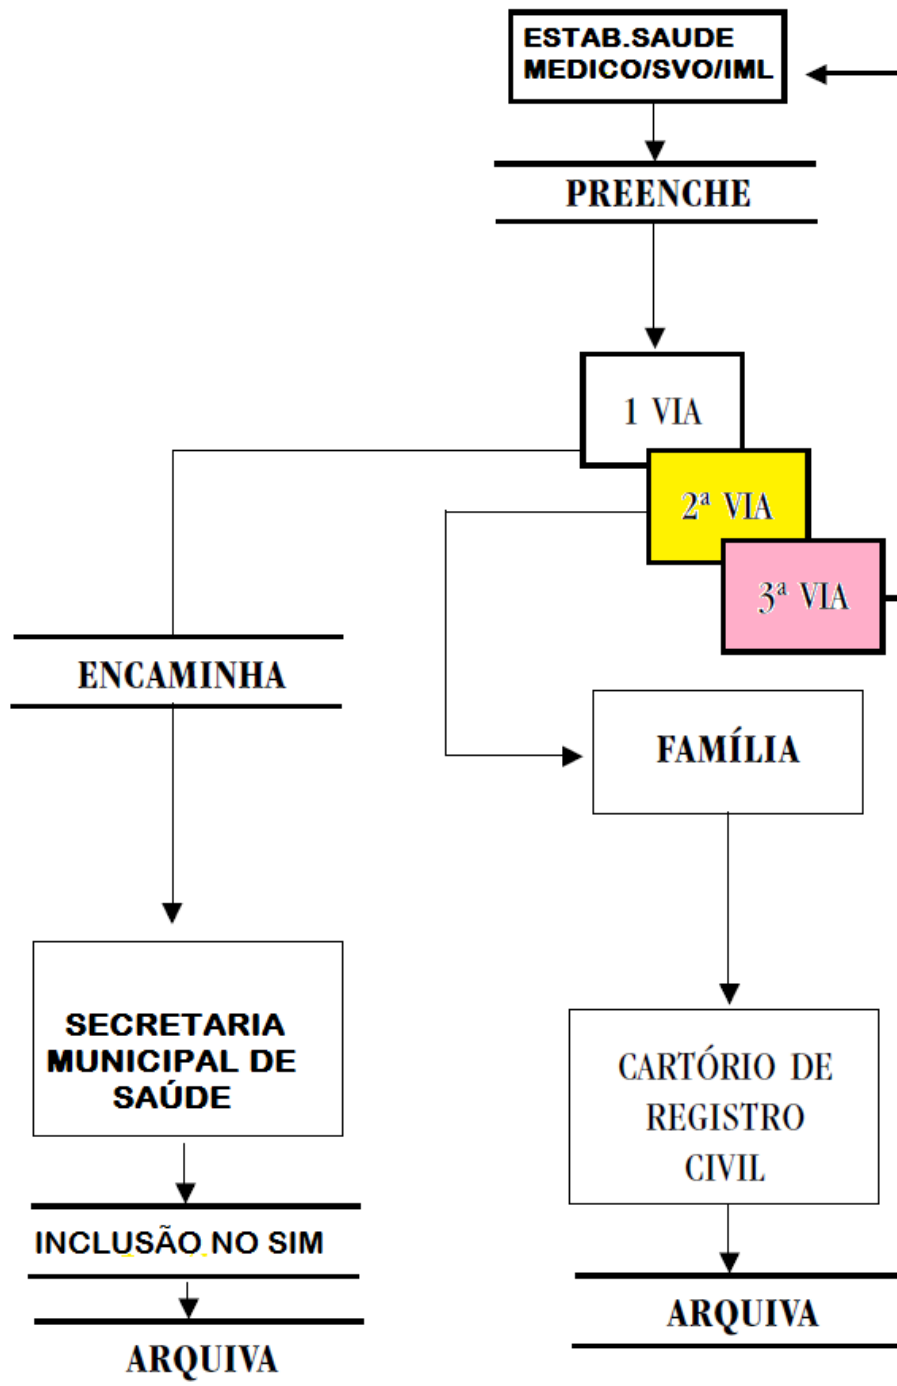 ESTAB.SAUDE
MEDICO/SVO/IML
PREENCHE
1 VIA
2ª VIA
3ª VIA
ENCAMINHA
FAMÍLIA
SECRETARIA
MUNICIPAL DE
SAÚDE
CARTÓRIO DE
REGISTRO
CIVIL
INCLUSÃO NO SIM
ARQUIVA
ARQUIVA